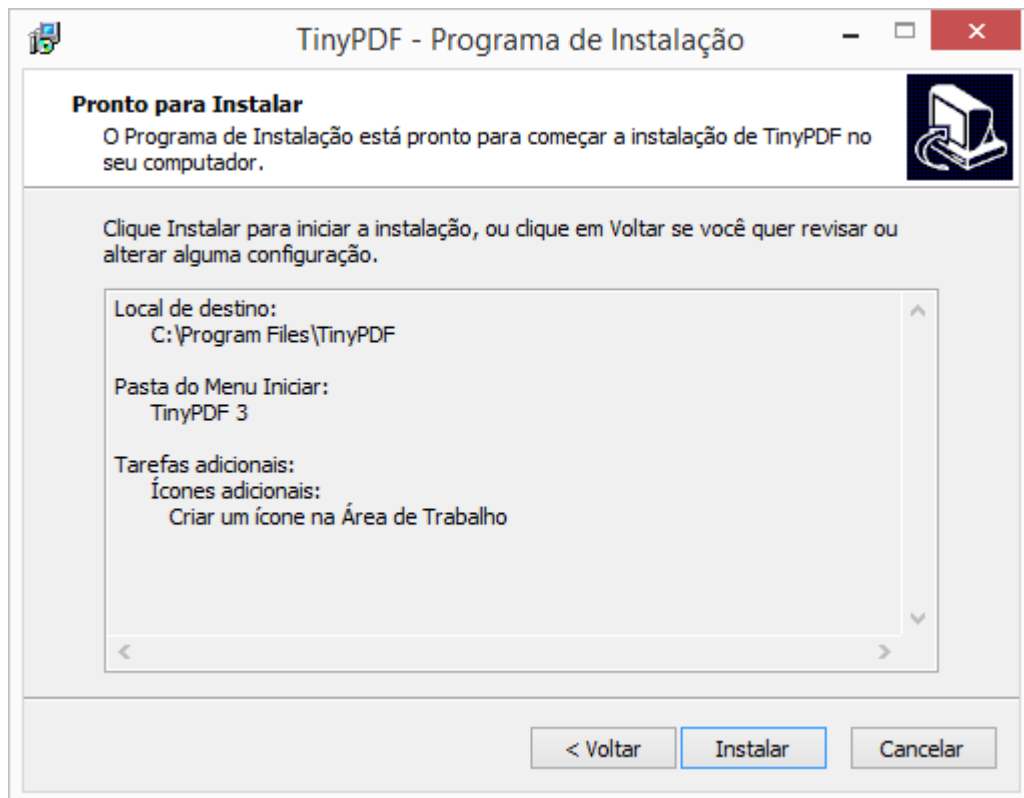 TinyPDF - Programa de Instalação
Pronto para Instalar
O Programa de Instalação está pronto para começar a instalação de TinyPDF no
seu computador.
Clique Instalar para iniciar a instalação, ou clique em Voltar se você quer revisar ou
alterar alguma configuração.
Local de destino:
C:\Program Files\TinyPDF
Pasta do Menu Iniciar:
TinyPDF 3
Tarefas adicionais:
Ícones adicionais:
Criar um ícone na Área de Trabalho
< Voltar Instalar Cancelar